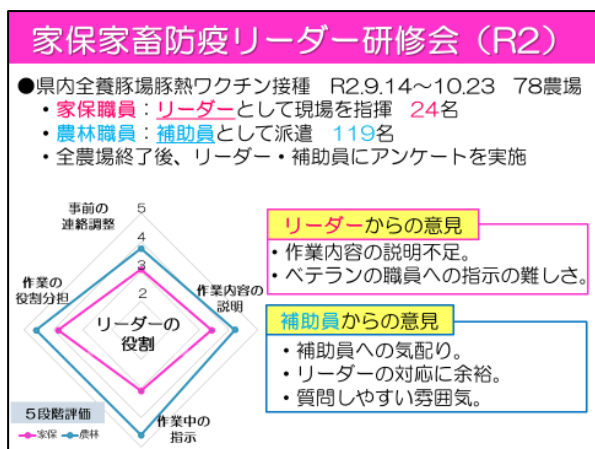 家保家畜防疫リーダー研修会（R2）
●県内全養豚場豚熱ワクチン接種　R2.9.14～10.23　78農場
・家保職員：リーダーとして現場を指揮　24名
・農林職員：補助員として派遣　119名
・全農場終了後、リーダー・補助員にアンケートを実施
事前の
連絡調整
5
4
3
2
作業の
役割分担
作業内容の
説明
リーダーの
役割
作業中の
指示
5段階評価
家保 農林
リーダーからの意見
・作業内容の説明不足。
・ベテランの職員への指示の難しさ。
補助員からの意見
・補助員への気配り。
・リーダーの対応に余裕。
・質問しやすい雰囲気。